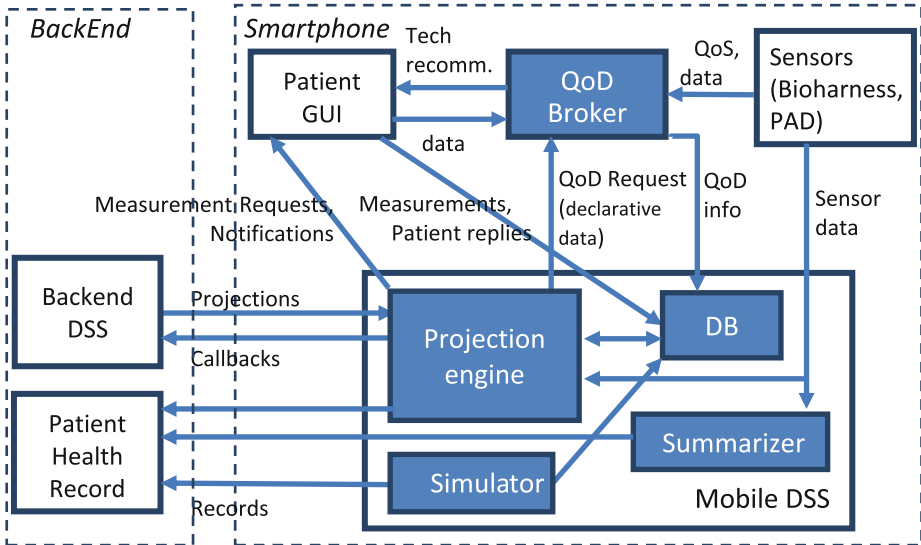 BackEnd
Smartphone
Patient
GUI
Tech
recomm.
data
QoD
Broker
QoS,
data
Sensors
(Bioharness,
PAD)
Measurement Requests,
Notifications
Measurements,
Patient replies
QoD Request
(declarative
data)
QoD
info
Sensor
data
Backend
DSS
Projections
Callbacks
Projection
engine
DB
Patient
Health
Record
Records
Simulator
Summarizer
Mobile DSS